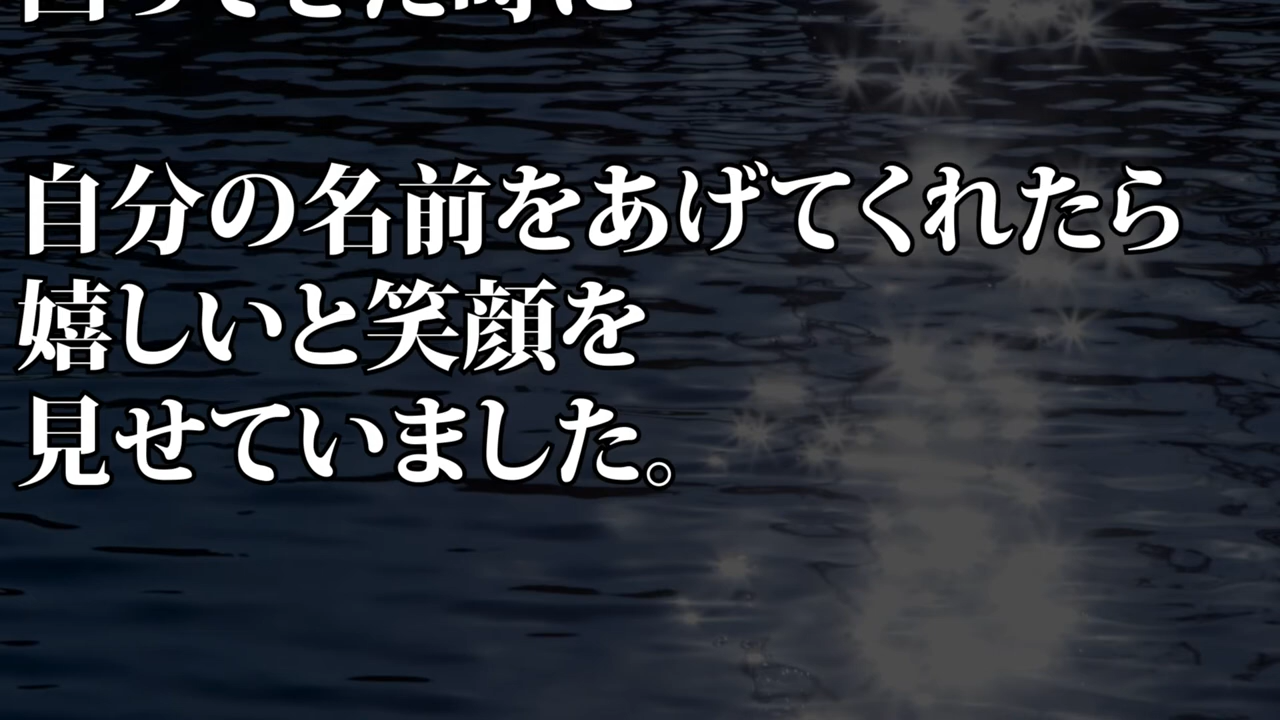 自分の名前をあげてくれたら
嬉しいと笑顔を
見せていました。